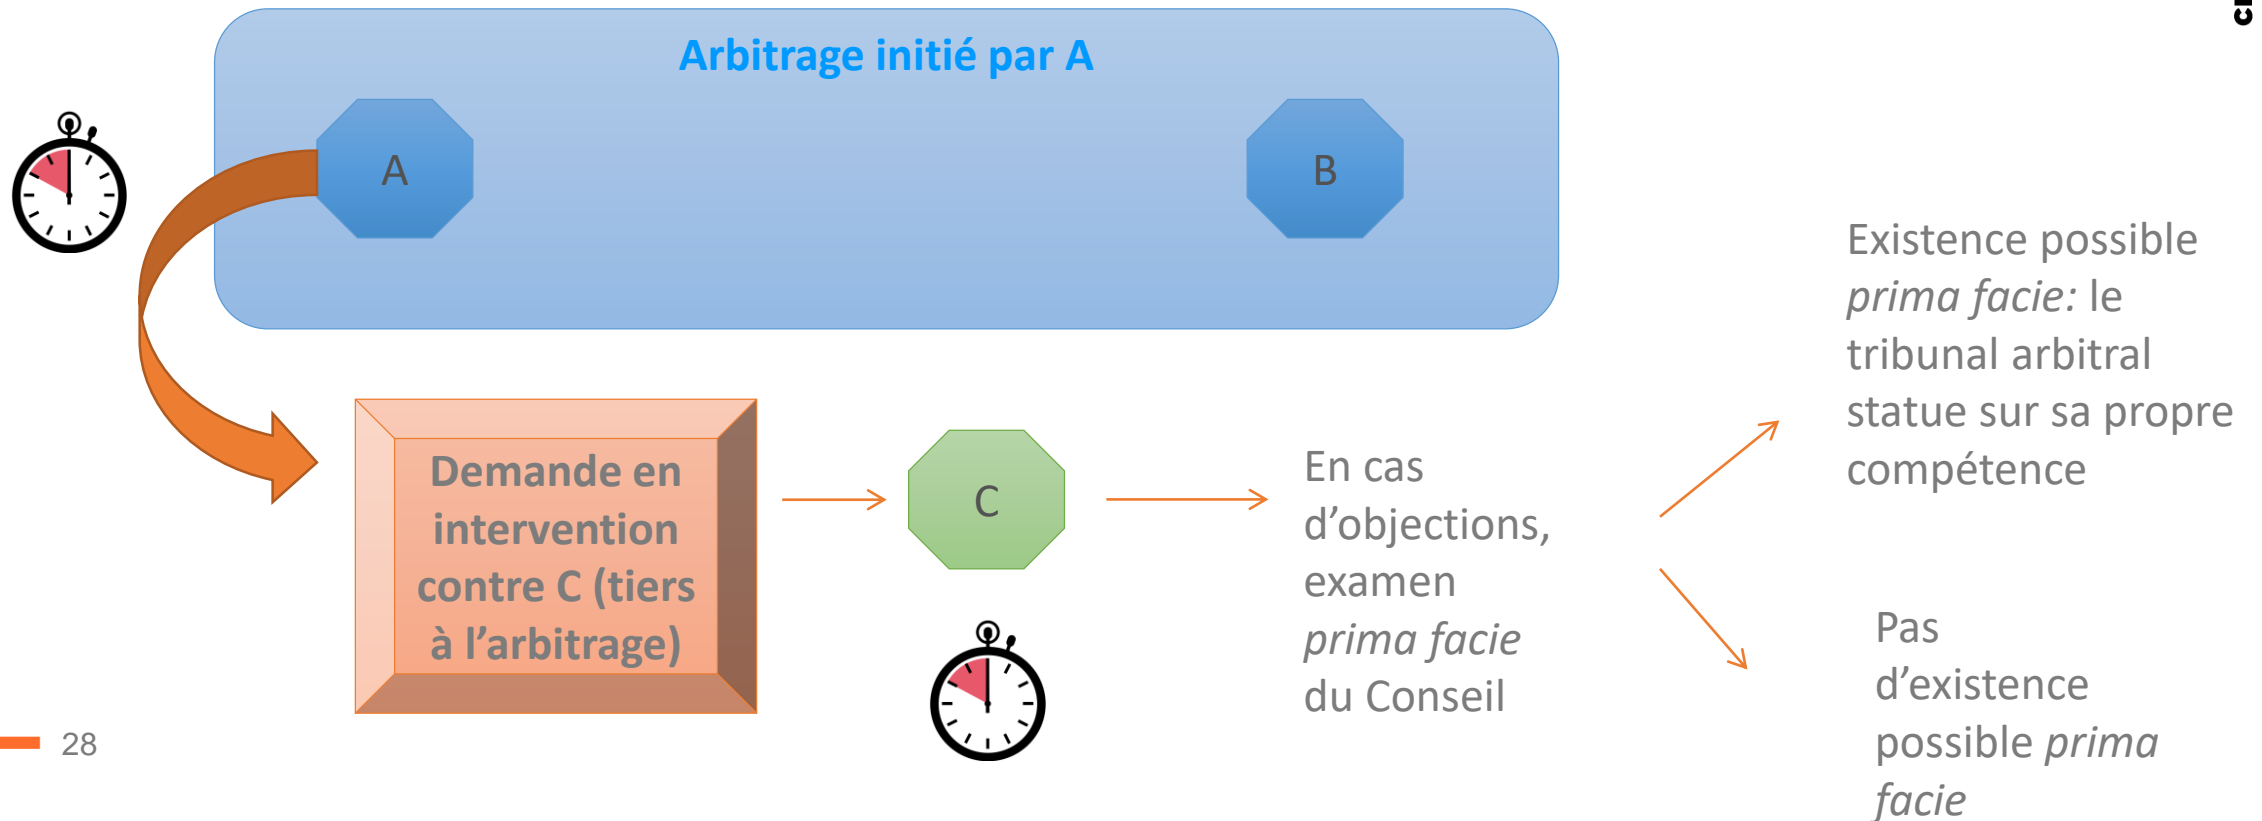 Arbitrage initié par A
A
B
Demande en
intervention
contre C (tiers
à l’arbitrage)
C
En cas
d’objections,
examen
prima facie
du Conseil
Existence possible
prima facie: le
tribunal arbitral
statue sur sa propre
compétence
Pas
d’existence
possible prima
facie
28